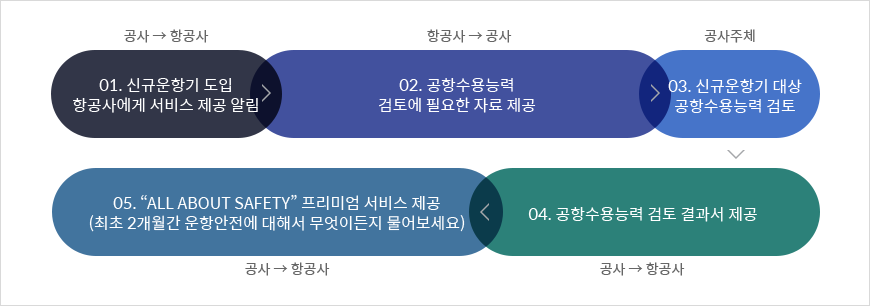 공사 → 항공사
항공사 → 공사
공사주체
01. 신규운항기 도입
항공사에게 서비스 제공 알림
02. 공항수용능력
검토에 필요한 자료 제공
03. 신규운항기 대상
공항수용능력 검토
05. “ALL ABOUT SAFETY” 프리미엄 서비스 제공
(최초 2개월간 운항안전에 대해서 무엇이든지 물어보세요)
04. 공항수용능력 검토 결과서 제공
공사 → 항공사
공사 → 항공사